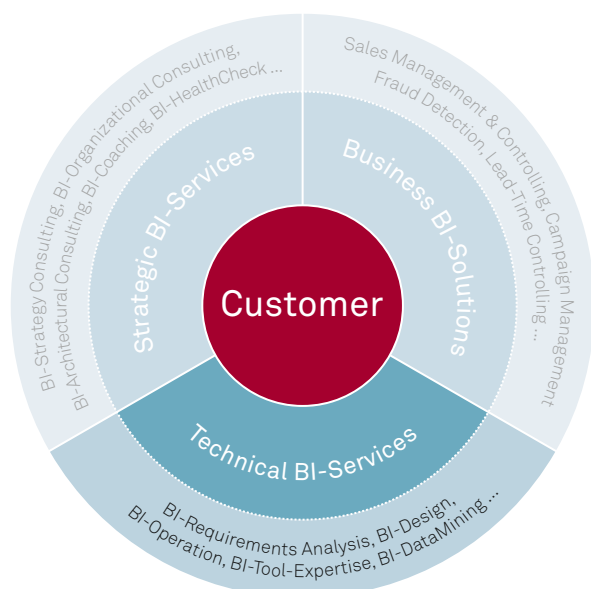 BI-Strategy Consulting, BI-Organizational Consulting,
BI-Architectural Consulting, BI-Coaching, BI-HealthCheck ...
Strategic BI-Services
Sales Management & Controlling, Campaign Management
Fraud Detection, Lead-Time Controlling ...
Business BI-Solutions
Customer
Technical BI-Services
BI-Requirements Analysis, BI-Design,
BI-Operation, BI-Tool-Expertise, BI-DataMining ...